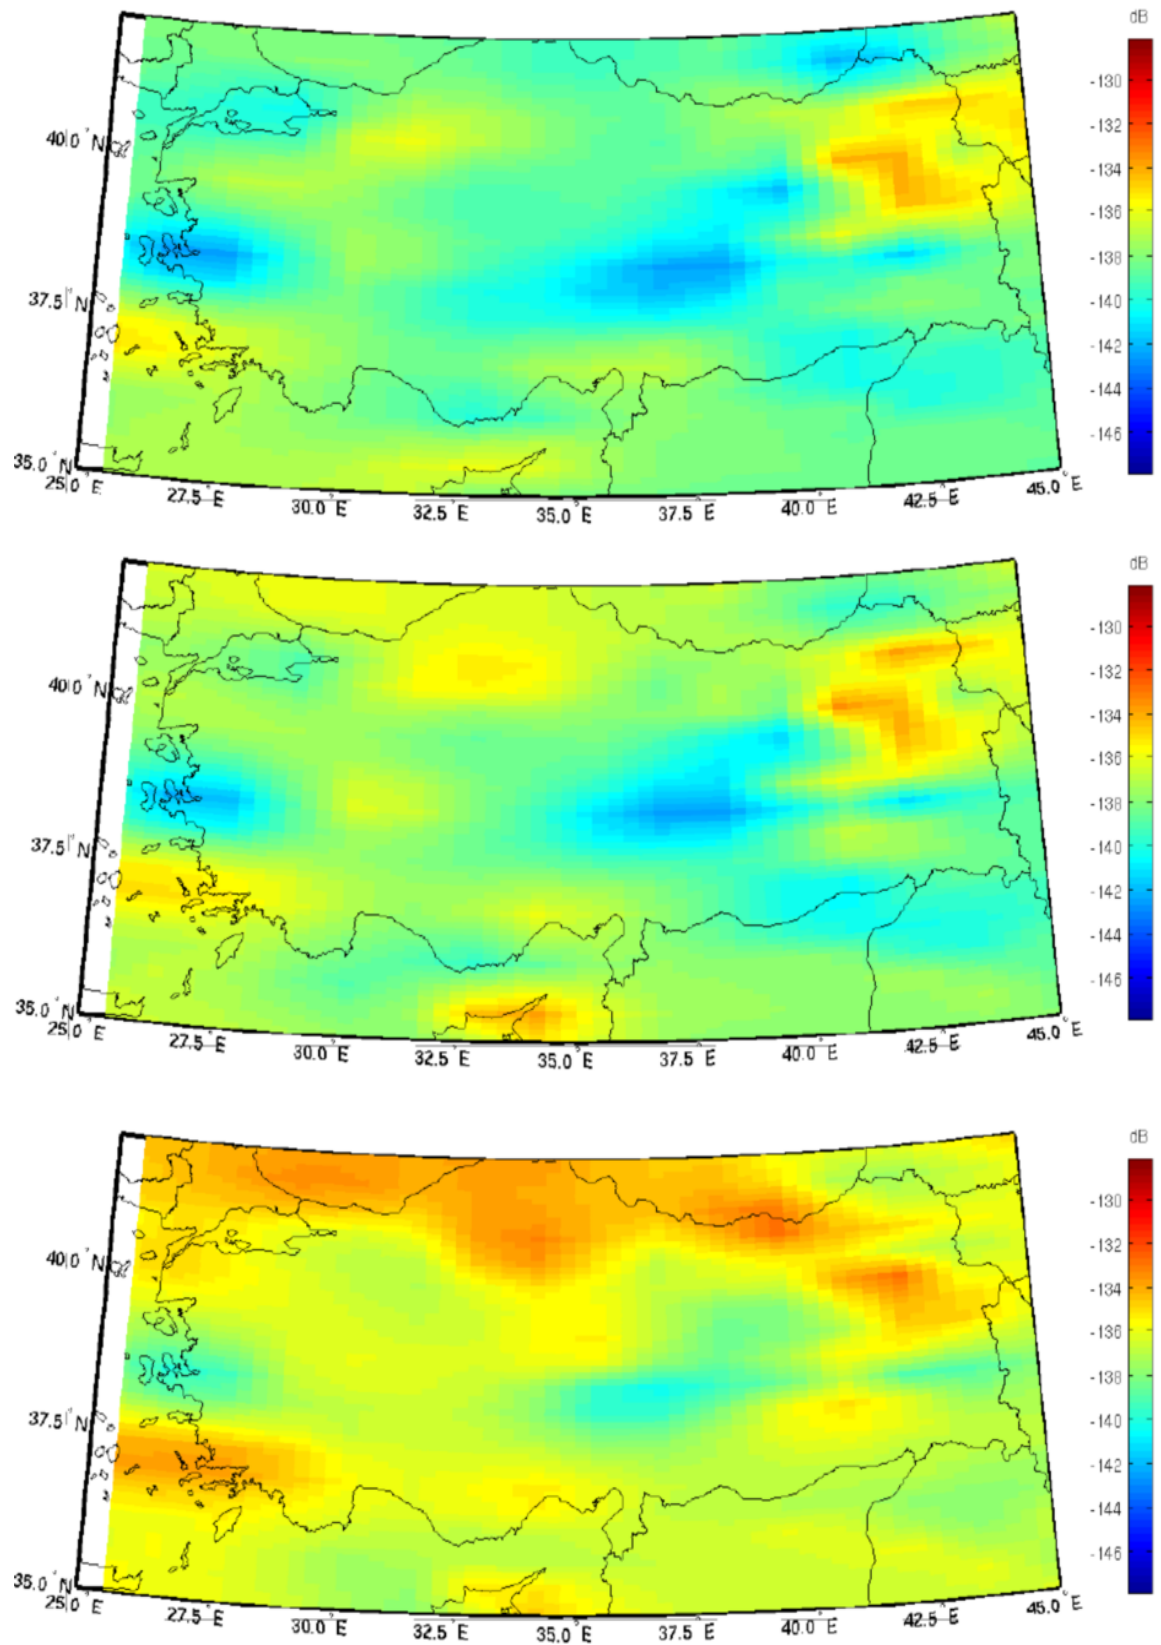 dB
-130
-132
-134
-136
-138
-140
-142
-144
-146
40.0° N
37.5° N
35.0° N
25.0° E
27.5° E
30.0° E
32.5° E
35.0° E
37.5° E
40.0° E
42.5° E
45.0° E
dB
-130
-132
-134
-136
-138
-140
-142
-144
-146
40.0° N
37.5° N
35.0° N
25.0° E
27.5° E
30.0° E
32.5° E
35.0° E
37.5° E
40.0° E
42.5° E
45.0° E
dB
-130
-132
-134
-136
-138
-140
-142
-144
-146
40.0° N
37.5° N
35.0° N
25.0° E
27.5° E
30.0° E
32.5° E
35.0° E
37.5° E
40.0° E
42.5° E
45.0° E